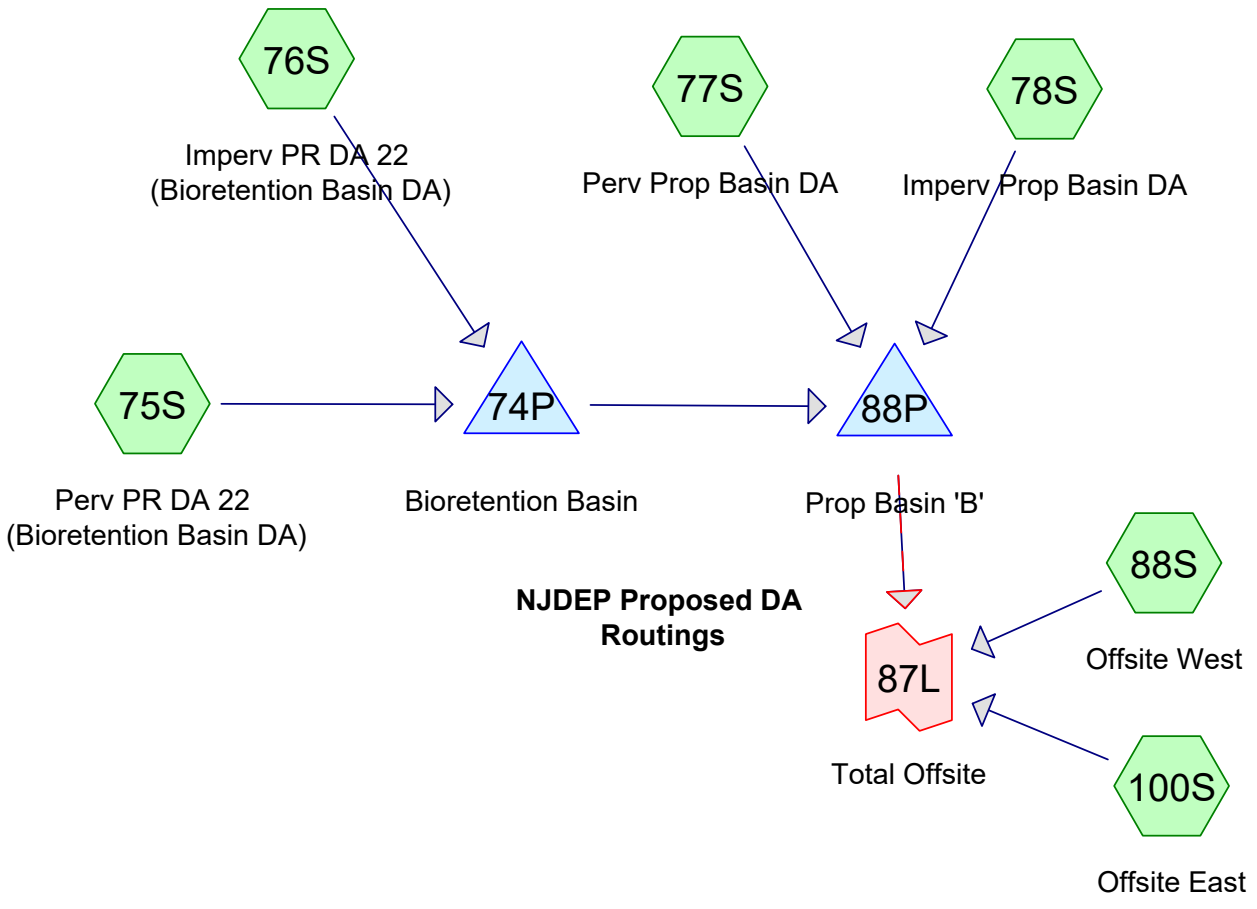 76S
Imperv PR DA 22
(Bioretention Basin DA)
77S
Perv Prop Basin DA
78S
Imperv Prop Basin DA
75S
Perv PR DA 22
(Bioretention Basin DA)
74P
Bioretention Basin
88P
Prop Basin 'B'
NJDEP Proposed DA
Routings
87L
Total Offsite
88S
Offsite West
100S
Offsite East